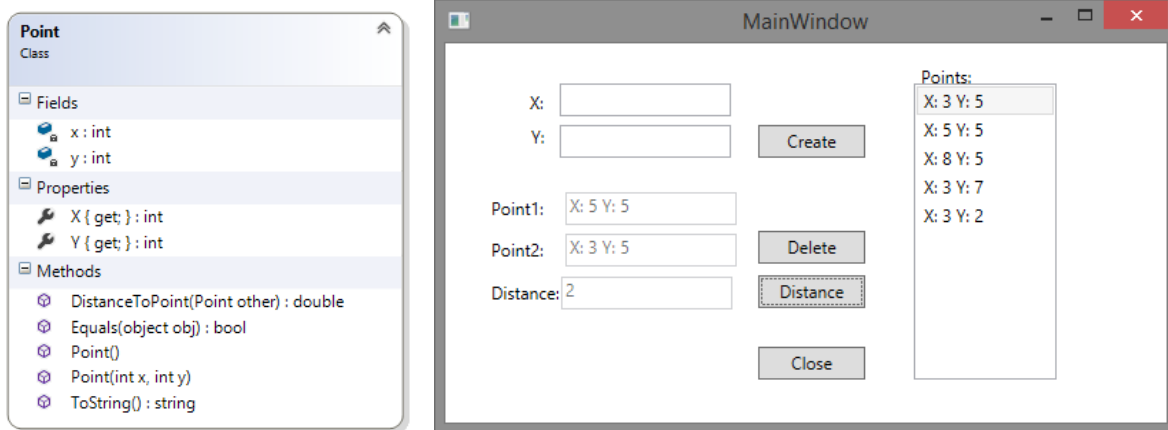 Point
Class
Fields
x : int
y : int
Properties
X { get; } : int
Y { get; } : int
Methods
DistanceToPoint(Point other) : double
Equals(object obj) : bool
Point()
Point(int x, int y)
ToString() : string
MainWindow
X:
Y:
Create
Point1:
X: 5 Y: 5
Point2:
X: 3 Y: 5
Delete
Distance:
2
Distance
Close
Points:
X: 3 Y: 5
X: 5 Y: 5
X: 8 Y: 5
X: 3 Y: 7
X: 3 Y: 2